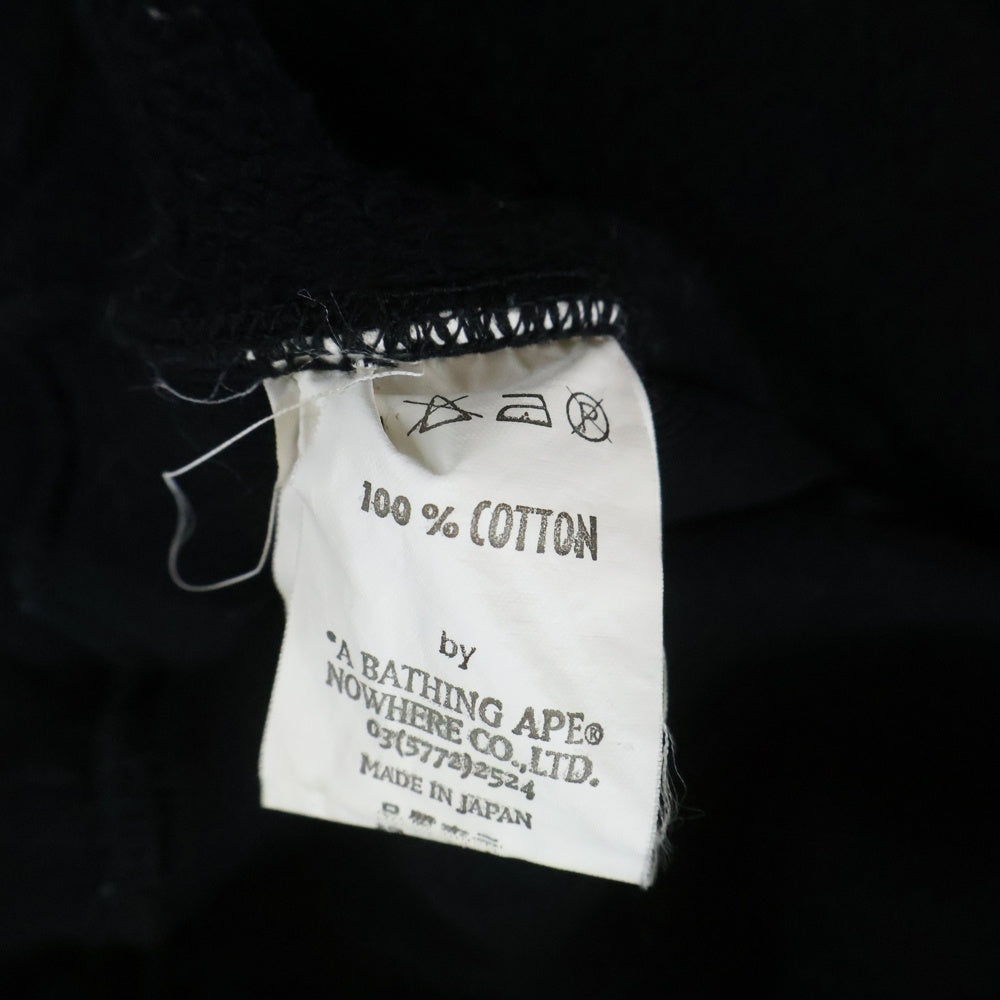 100 % COTTON
by
*A BATHING APE®
NOWHERE CO.,LTD.
03(5772)2524
MADE IN JAPAN